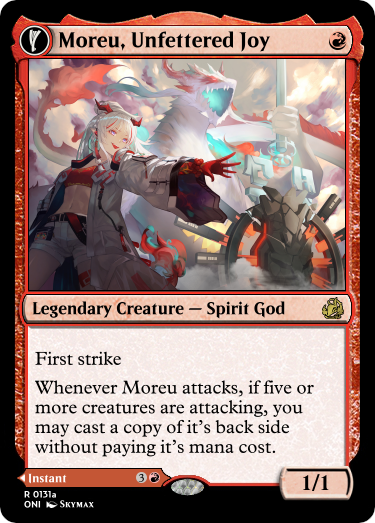 Moreu, Unfettered Joy
Legendary Creature — Spirit God
First strike
Whenever Moreu attacks, if five or
more creatures are attacking, you
may cast a copy of it's back side
without paying it's mana cost.
Instant 3
1/1
R 0131a
ONI SKYMAX